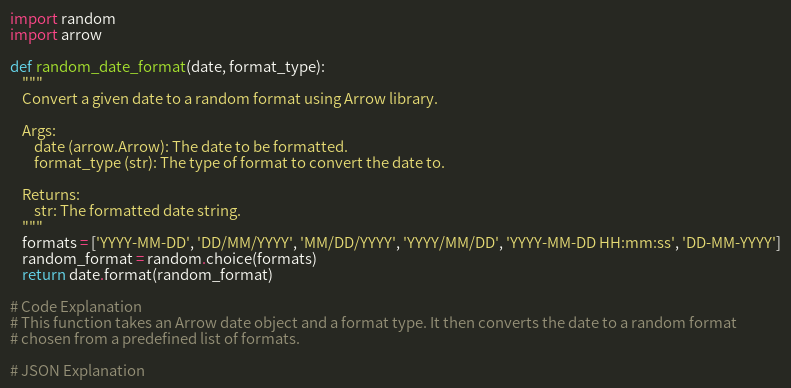 import random
import arrow
def random_date_format(date, format_type):
"""
Convert a given date to a random format using Arrow library.
Args:
date (arrow.Arrow): The date to be formatted.
format_type (str): The type of format to convert the date to.
Returns:
str: The formatted date string.
"""
formats = ['YYYY-MM-DD', 'DD/MM/YYYY', 'MM/DD/YYYY', 'YYYY/MM/DD', 'YYYY-MM-DD HH:mm:ss', 'DD-MM-YYYY']
random_format = random.choice(formats)
return date.format(random_format)
# Code Explanation
# This function takes an Arrow date object and a format type. It then converts the date to a random format
# chosen from a predefined list of formats.
# JSON Explanation